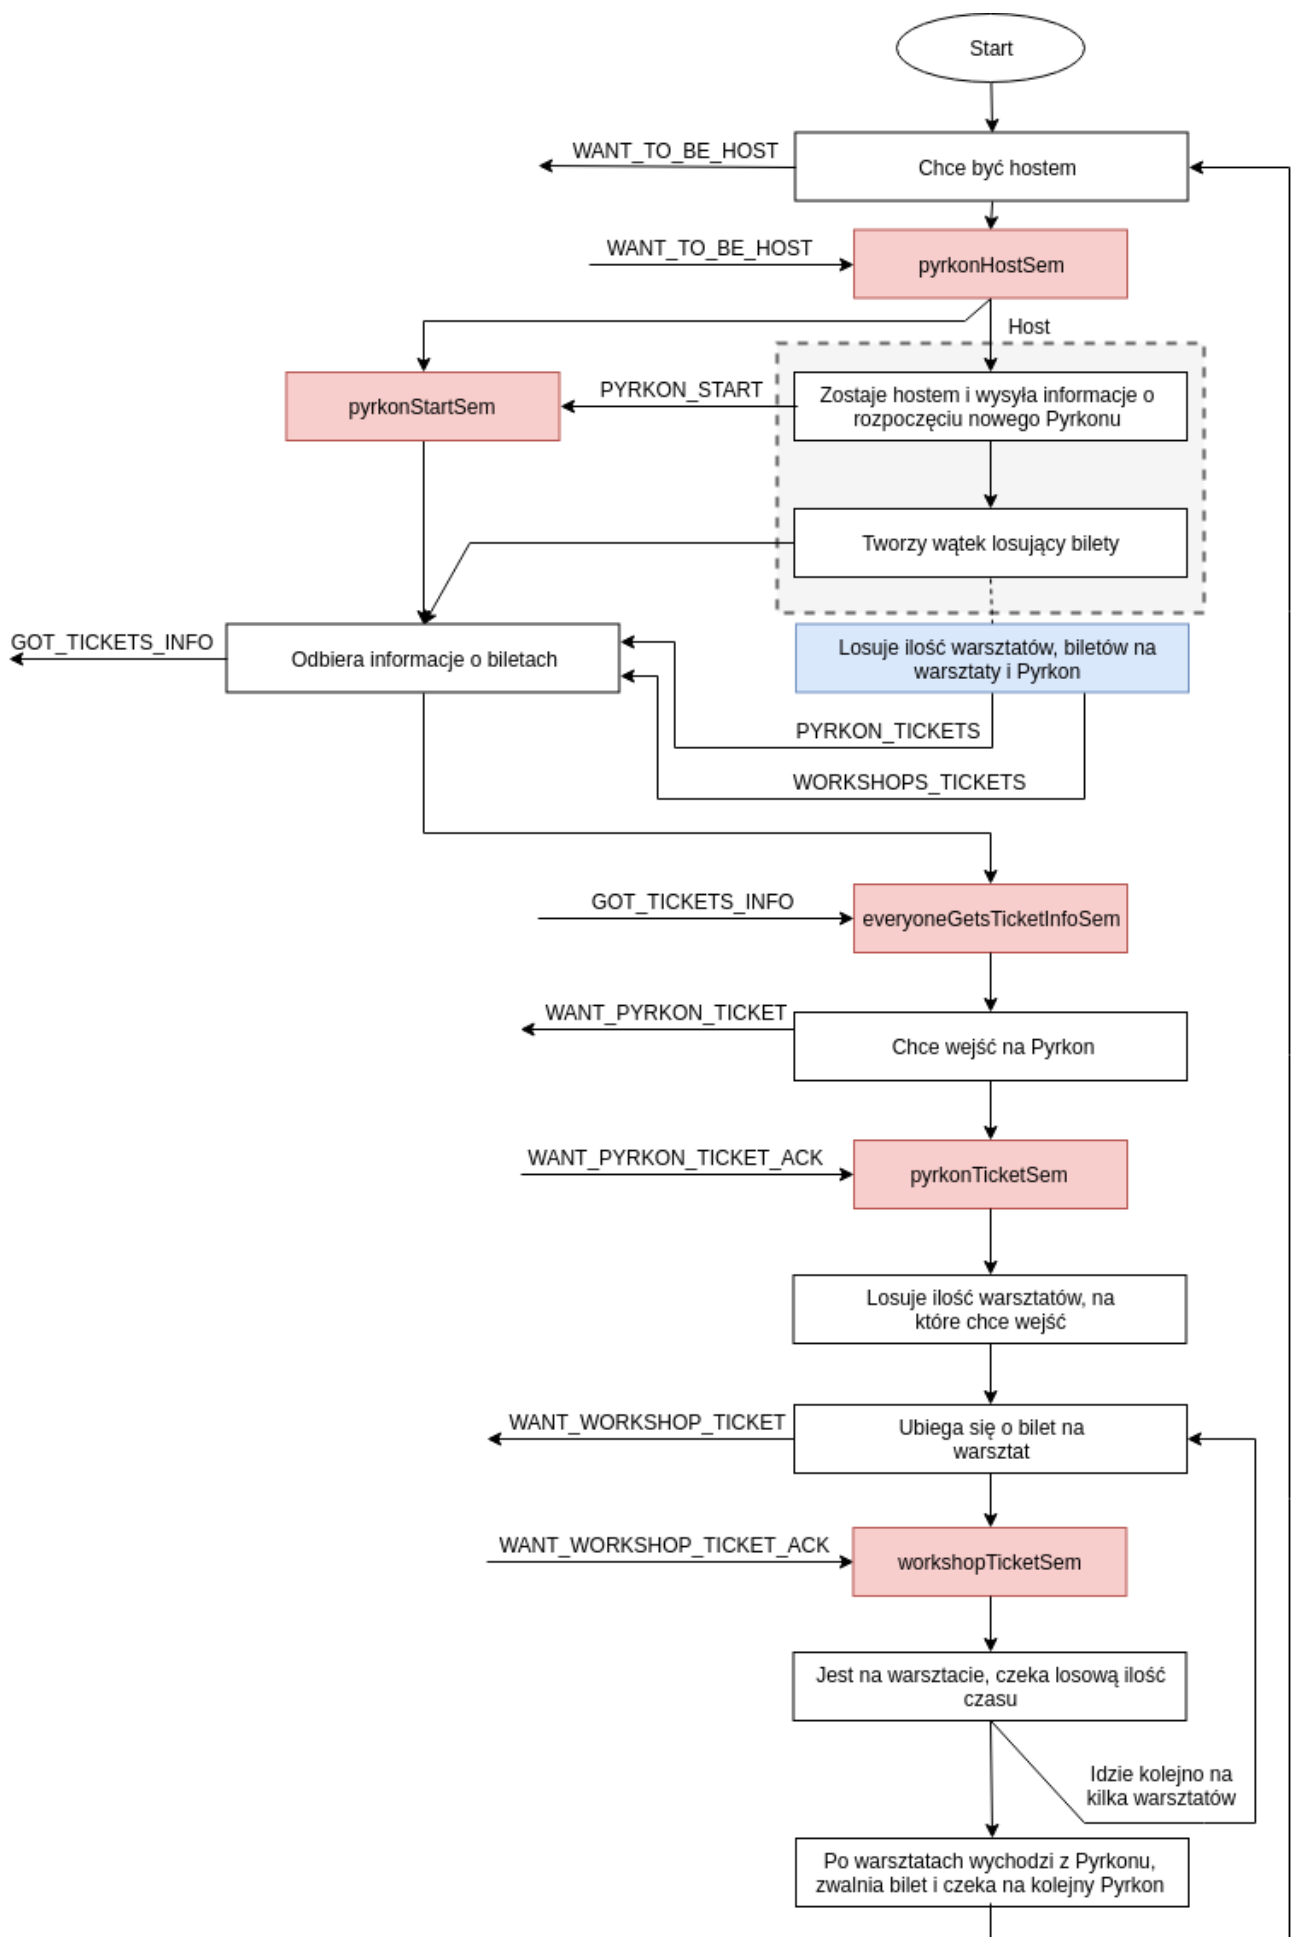 Start
WANT_TO_BE_HOST
Chce być hostem
WANT_TO_BE_HOST
pyrkonHostSem
Host
pyrkonStartSem
PYRKON_START
Zostaje hostem i wysyła informacje o
rozpoczęciu nowego Pyrkonu
Tworzy wątek losujący bilety
GOT_TICKETS_INFO
Odbiera informacje o biletach
Losuje ilość warsztatów, biletów na
warsztaty i Pyrkon
PYRKON_TICKETS
WORKSHOPS_TICKETS
GOT_TICKETS_INFO
everyoneGetsTicketInfoSem
WANT_PYRKON_TICKET
Chce wejść na Pyrkon
WANT_PYRKON_TICKET_ACK
pyrkonTicketSem
Losuje ilość warsztatów, na
które chce wejść
WANT_WORKSHOP_TICKET
Ubiega się o bilet na
warsztat
WANT_WORKSHOP_TICKET_ACK
workshopTicketSem
Jest na warsztacie, czeka losową ilość
czasu
Idzie kolejno na
kilka warsztatów
Po warsztatach wychodzi z Pyrkonu,
zwalnia bilet i czeka na kolejny Pyrkon